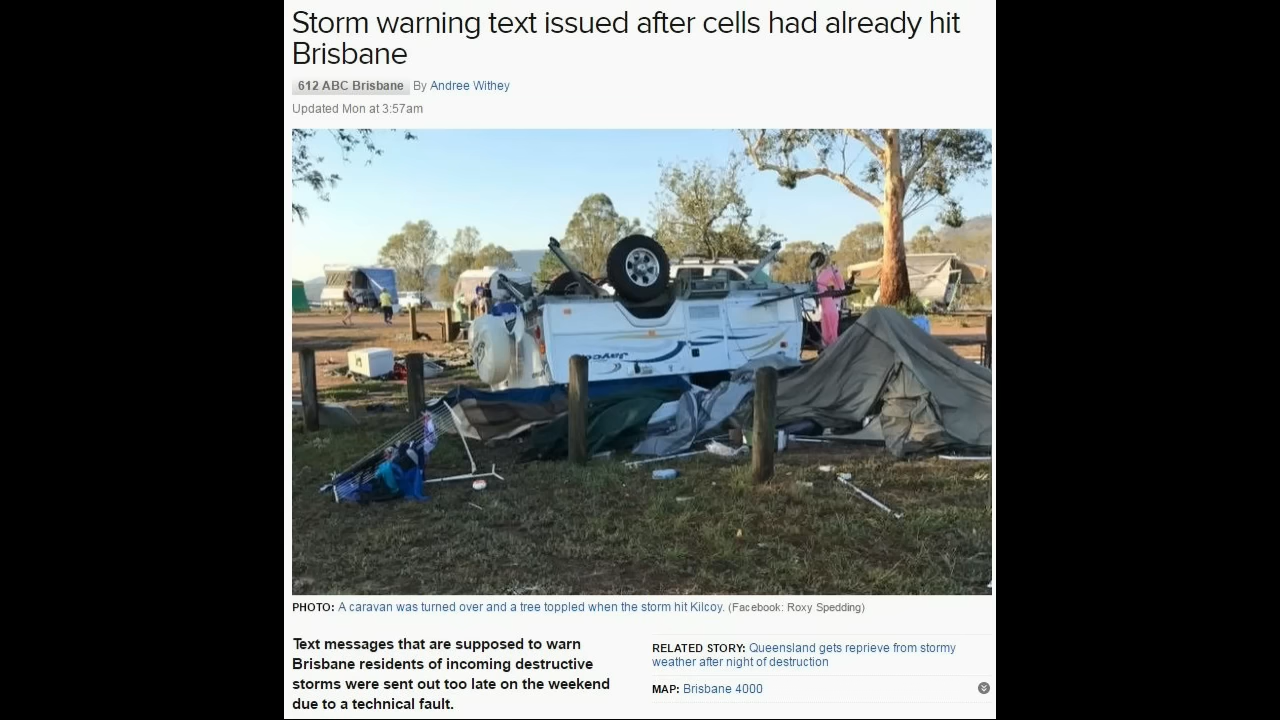 Storm warning text issued after cells had already hit
Brisbane
612 ABC Brisbane By Andree Withey
Updated Mon at 3:57am
Jayco
PHOTO: A caravan was turned over and a tree toppled when the storm hit Kilcoy. (Facebook: Roxy Spedding)
Text messages that are supposed to warn
Brisbane residents of incoming destructive
storms were sent out too late on the weekend
due to a technical fault.
RELATED STORY: Queensland gets reprieve from stormy
weather after night of destruction
MAP: Brisbane 4000